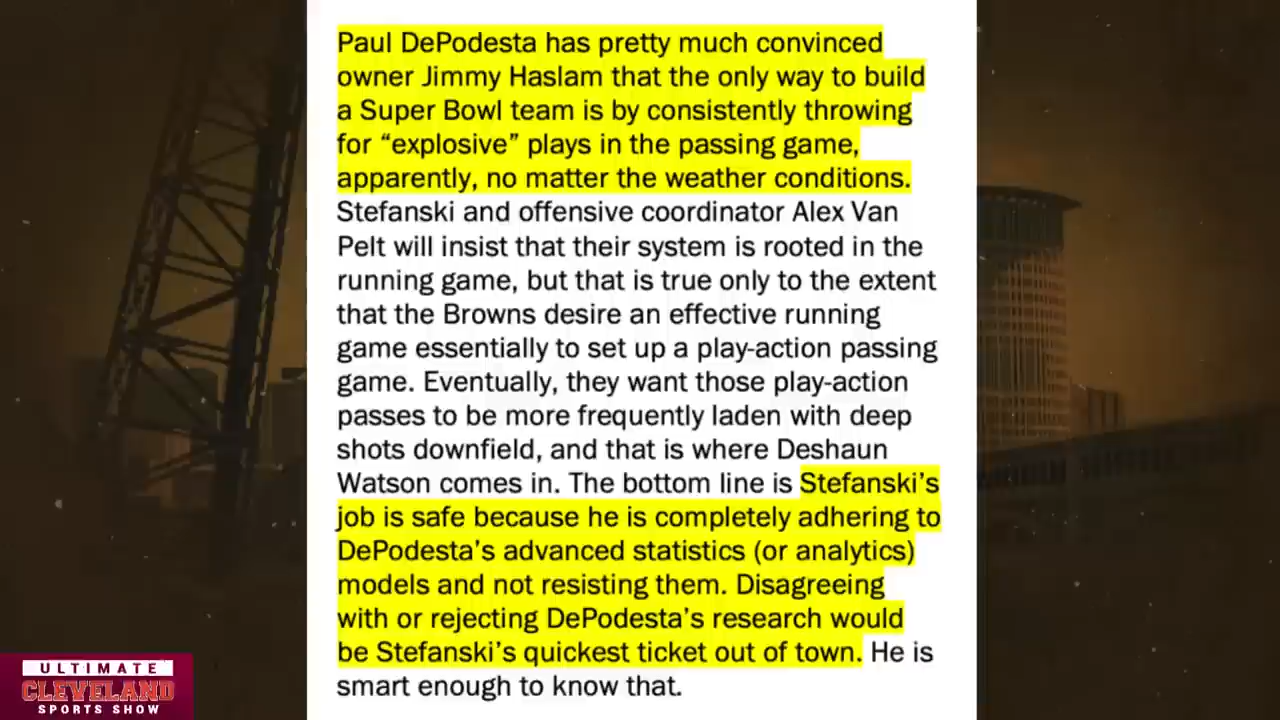 Paul DePodesta has pretty much convinced
owner Jimmy Haslam that the only way to build
a Super Bowl team is by consistently throwing
for “explosive” plays in the passing game,
apparently, no matter the weather conditions.
Stefanski and offensive coordinator Alex Van
Pelt will insist that their system is rooted in the
running game, but that is true only to the extent
that the Browns desire an effective running
game essentially to set up a play-action passing
game. Eventually, they want those play-action
passes to be more frequently laden with deep
shots downfield, and that is where Deshaun
Watson comes in. The bottom line is Stefanski’s
job is safe because he is completely adhering to
DePodesta’s advanced statistics (or analytics)
models and not resisting them. Disagreeing
with or rejecting DePodesta’s research would
be Stefanski’s quickest ticket out of town. He is
smart enough to know that.
ULTIMATE
CLEVELAND
SPORTS SHOW